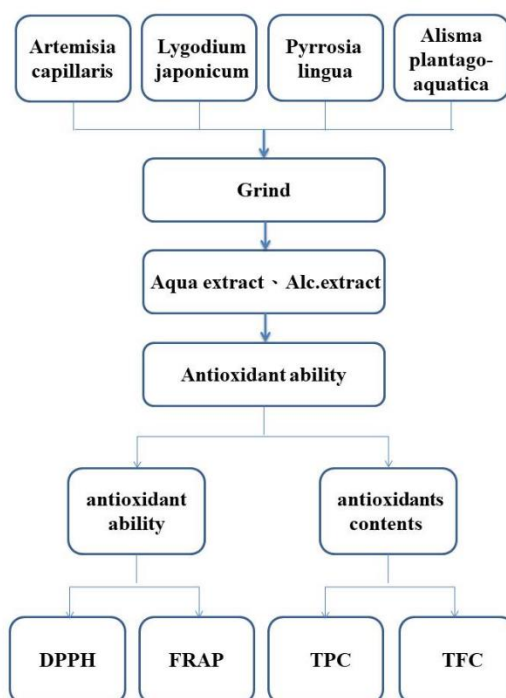 Artemisia
capillaris
Lygodium
japonicum
Pyrrosia
lingua
Alisma
plantago-
aquatica
Grind
Aqua extract、Alc.extract
Antioxidant ability
antioxidant
ability
antioxidants
contents
DPPH
FRAP
TPC
TFC